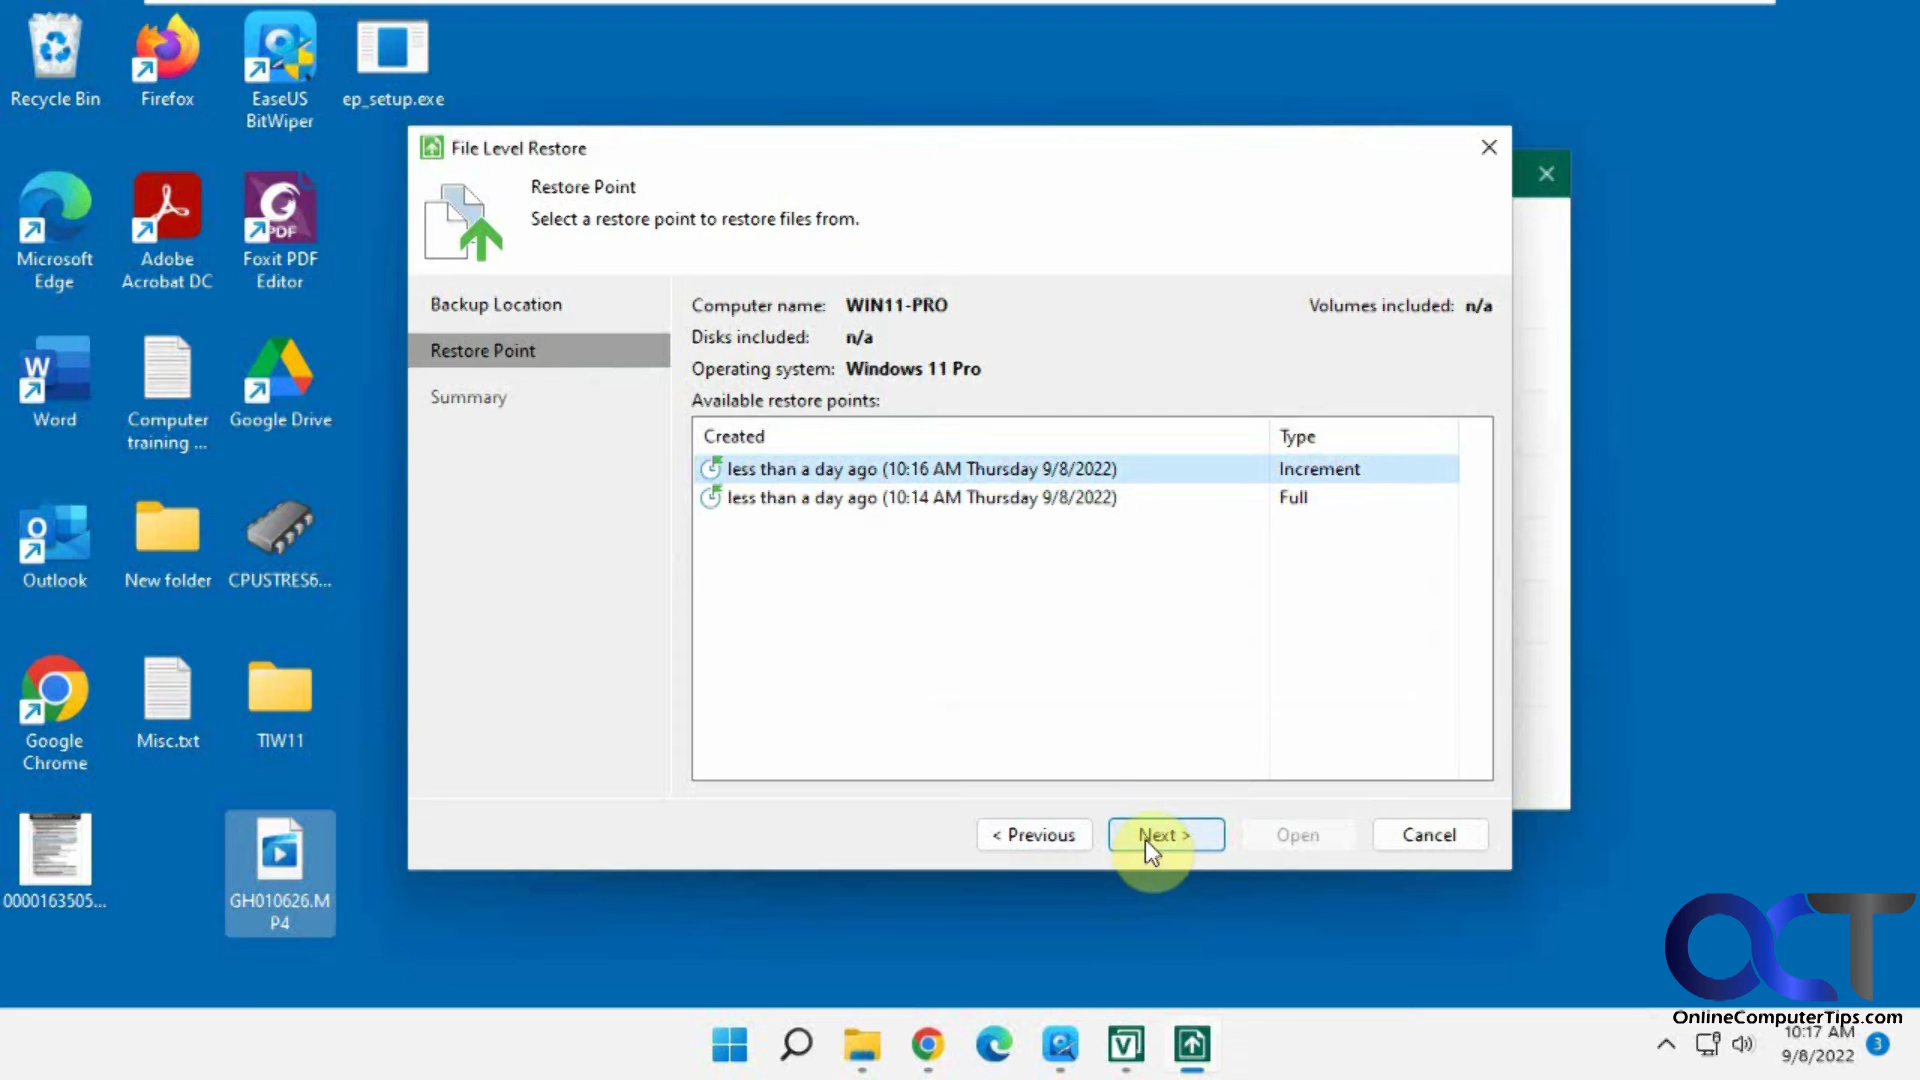 Recycle Bin
Firefox
EaseUS
BitWiper
ep_setup.exe
Microsoft
Edge
Adobe
Acrobat DC
PDF
Foxit PDF
Editor
W
Word
Computer
training ...
Google Drive
O
Outlook
New folder
CPUSTRES6...
Google
Chrome
Misc.txt
TIW11
0000163505...
GH010626.M
P4
File Level Restore
Restore Point
Select a restore point to restore files from.
Backup Location
Restore Point
Summary
Computer name: WIN11-PRO
Volumes included: n/a
Disks included: n/a
Operating system: Windows 11 Pro
Available restore points:
Created Type
less than a day ago (10:16 AM Thursday 9/8/2022) Increment
less than a day ago (10:14 AM Thursday 9/8/2022) Full
< Previous
Next >
Open
Cancel
OCT
OnlineComputerTips.com
V
10:17 AM
9/8/2022
3